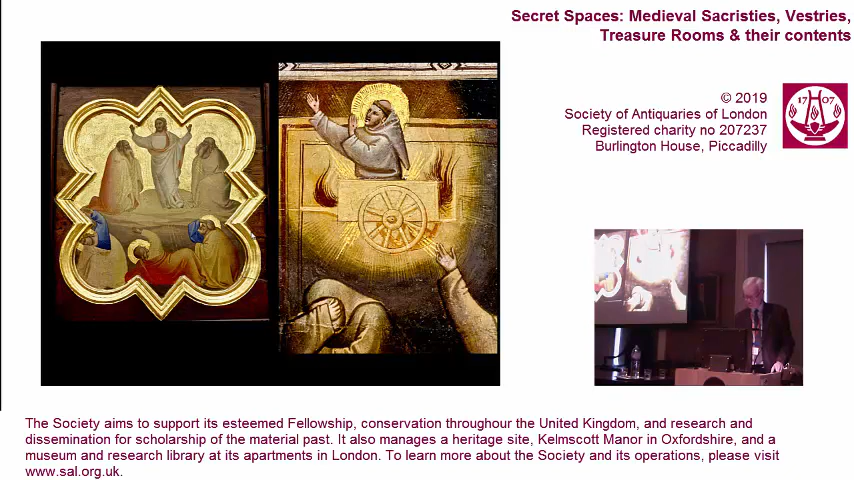 Secret Spaces: Medieval Sacristies, Vestries,
Treasure Rooms & their contents
© 2019
Society of Antiquaries of London
Registered charity no 207237
Burlington House, Piccadilly
17 07
The Society aims to support its esteemed Fellowship, conservation throughour the United Kingdom, and research and
dissemination for scholarship of the material past. It also manages a heritage site, Kelmscott Manor in Oxfordshire, and a
museum and research library at its apartments in London. To learn more about the Society and its operations, please visit
www.sal.org.uk.